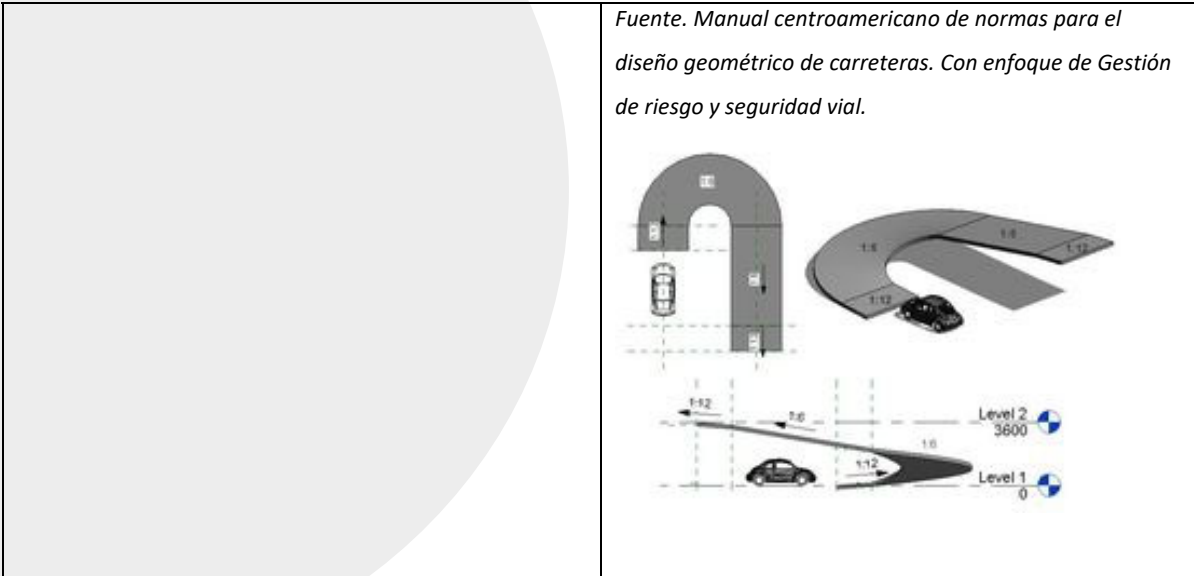 Fuente. Manual centroamericano de normas para el
diseño geométrico de carreteras. Con enfoque de Gestión
de riesgo y seguridad vial.
1:6
1:6
1:12
1:12
1:12
1:6
Level 2
3600
1:6
1:12
Level 1
0